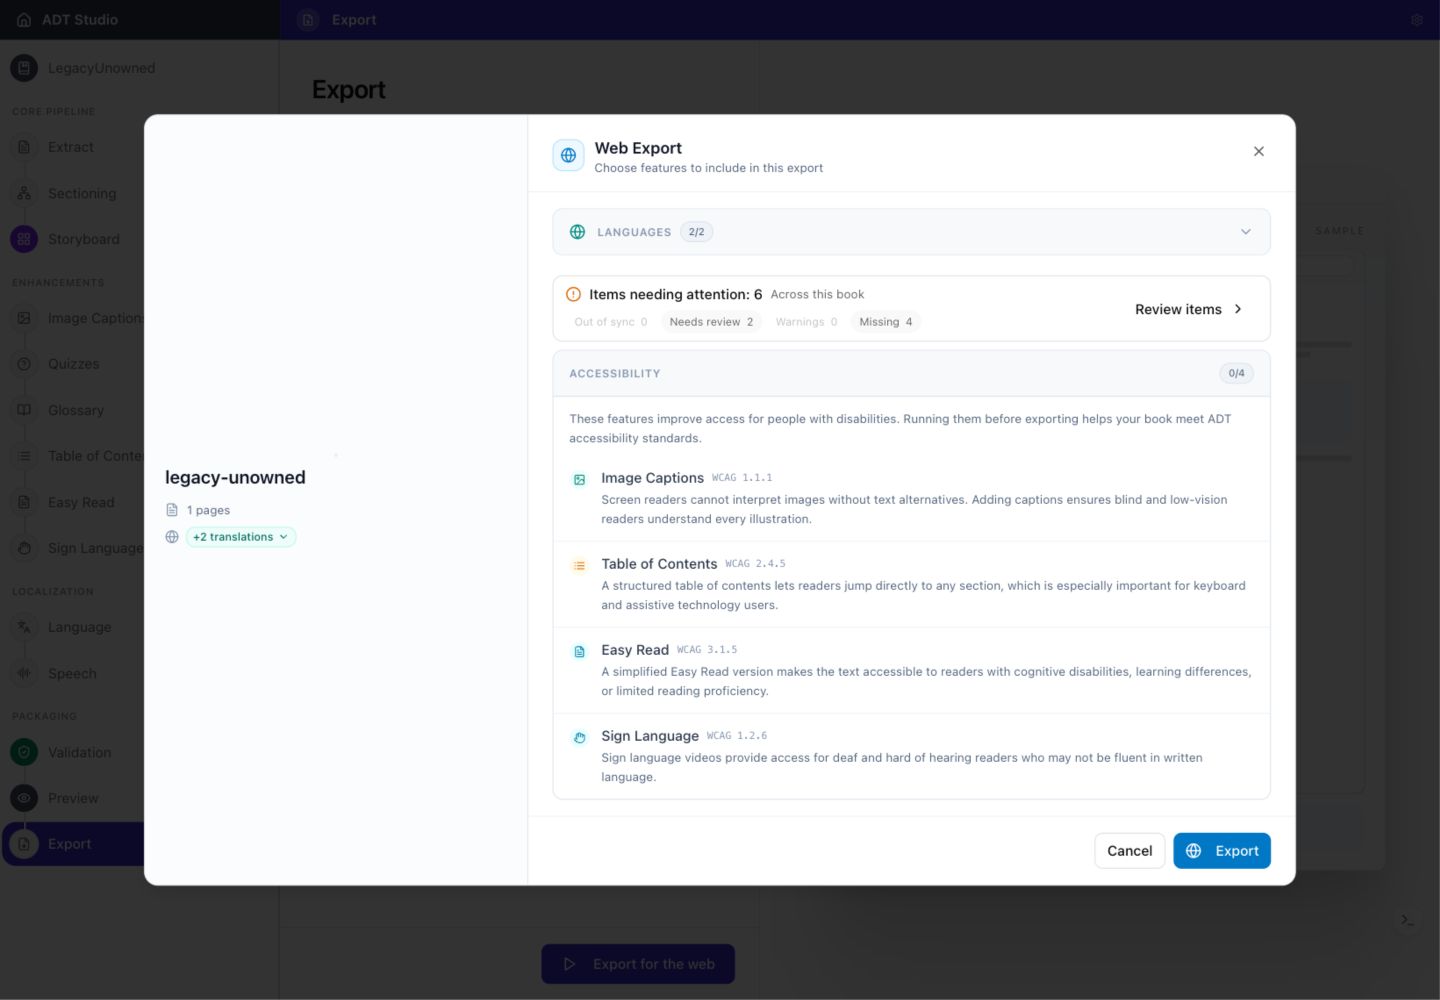 ADT Studio
Export
LegacyUnowned
CORE PIPELINE
Extract
Sectioning
Storyboard
ENHANCEMENTS
Image Captions
Quizzes
Glossary
Table of Conte
Easy Read
Sign Language
LOCALIZATION
Language
Speech
PACKAGING
Validation
Preview
Export
Export
SAMPLE
legacy-unowned
1 pages
+2 translations
Web Export
Choose features to include in this export
LANGUAGES 2/2
Items needing attention: 6 Across this book
Out of sync 0 Needs review 2 Warnings 0 Missing 4
Review items
ACCESSIBILITY 0/4
These features improve access for people with disabilities. Running them before exporting helps your book meet ADT
accessibility standards.
Image Captions WCAG 1.1.1
Screen readers cannot interpret images without text alternatives. Adding captions ensures blind and low-vision
readers understand every illustration.
Table of Contents WCAG 2.4.5
A structured table of contents lets readers jump directly to any section, which is especially important for keyboard
and assistive technology users.
Easy Read WCAG 3.1.5
A simplified Easy Read version makes the text accessible to readers with cognitive disabilities, learning differences,
or limited reading proficiency.
Sign Language WCAG 1.2.6
Sign language videos provide access for deaf and hard of hearing readers who may not be fluent in written
language.
Cancel
Export
Export for the web